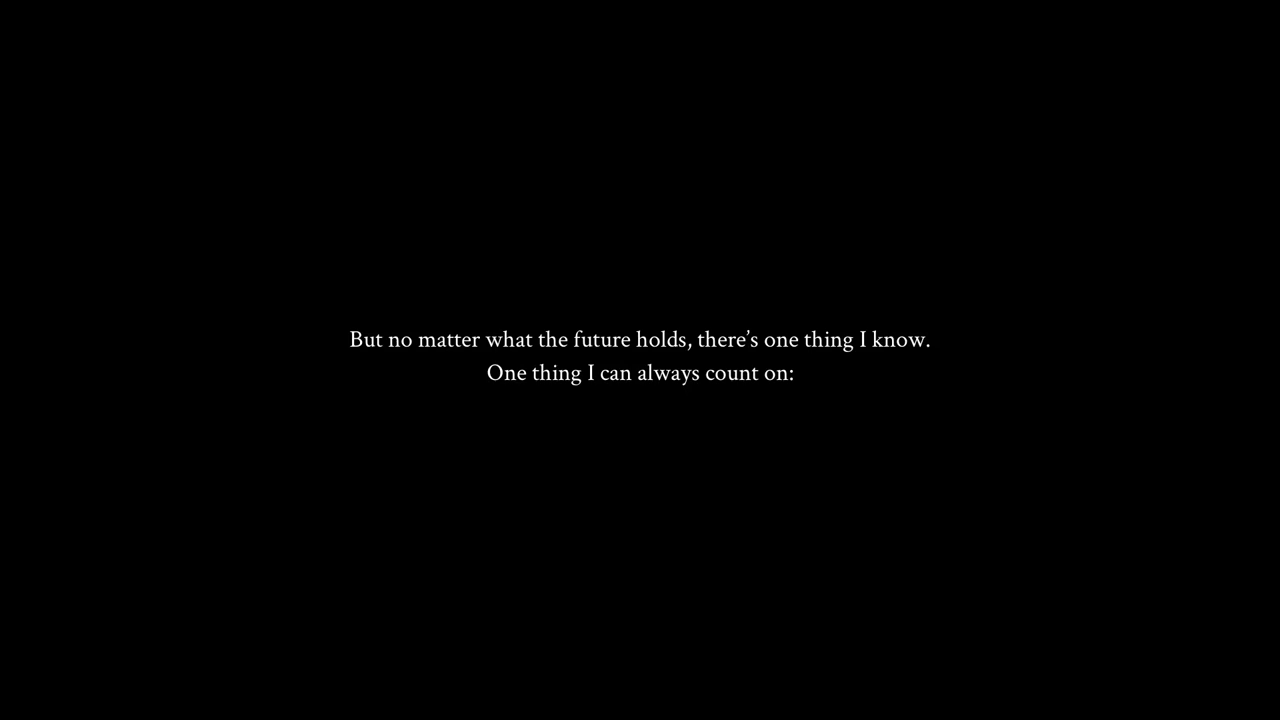 But no matter what the future holds, there’s one thing I know.
One thing I can always count on: